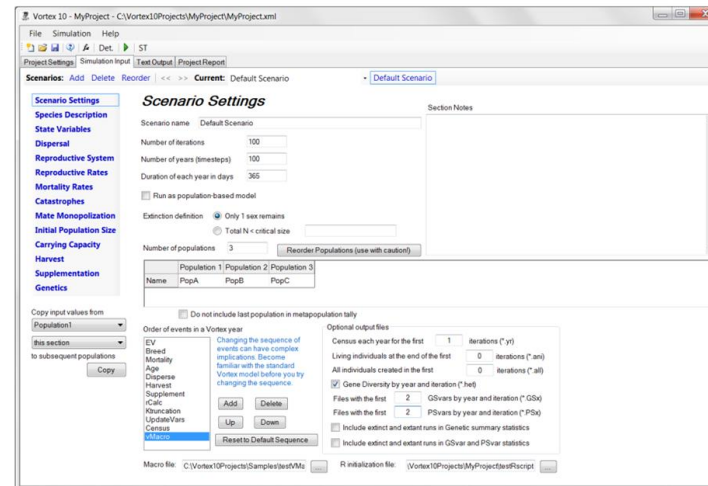 Vortex 10 - MyProject - C:\Vortex10Projects\MyProject\MyProject.xml
File Simulation Help
Det. ST
Project Settings Simulation Input Text Output Project Report
Scenarios: Add Delete Reorder << >> Current: Default Scenario Default Scenario
Scenario Settings
Species Description
State Variables
Dispersal
Reproductive System
Reproductive Rates
Mortality Rates
Catastrophes
Mate Monopolization
Initial Population Size
Carrying Capacity
Harvest
Supplementation
Genetics
Copy input values from
Population1
this section
to subsequent populations
Copy
Scenario Settings
Section Notes
Scenario name Default Scenario
Number of iterations 100
Number of years (timesteps) 100
Duration of each year in days 365
Run as population-based model
Extinction definition Only 1 sex remains
Total N < critical size
Number of populations 3 Reorder Populations (use with caution!)
Population 1 Population 2 Population 3
Name PopA PopB PopC
Do not include last population in metapopulation tally
Order of events in a Vortex year
EV
Breed
Mortality
Age
Disperse
Harvest
Supplement
rCalc
Ktruncation
UpdateVars
Census
vMacro
Changing the sequence of
events can have complex
implications. Become
familiar with the standard
Vortex model before you try
changing the sequence.
Add Delete
Up Down
Reset to Default Sequence
Optional output files
Census each year for the first 1 iterations (*.yr)
Living individuals at the end of the first 0 iterations (*.ani)
All individuals created in the first 0 iterations (*.all)
Gene Diversity by year and iteration (*.het)
Files with the first 2 GSvars by year and iteration (*.GSx)
Files with the first 2 PSvars by year and iteration (*.PSx)
Include extinct and extant runs in Genetic summary statistics
Include extinct and extant runs in GSvar and PSvar statistics
Macro file: C:\Vortex10Projects\Samples\testVMa ... R initialization file: \Vortex10Projects\MyProject\testRscript ...